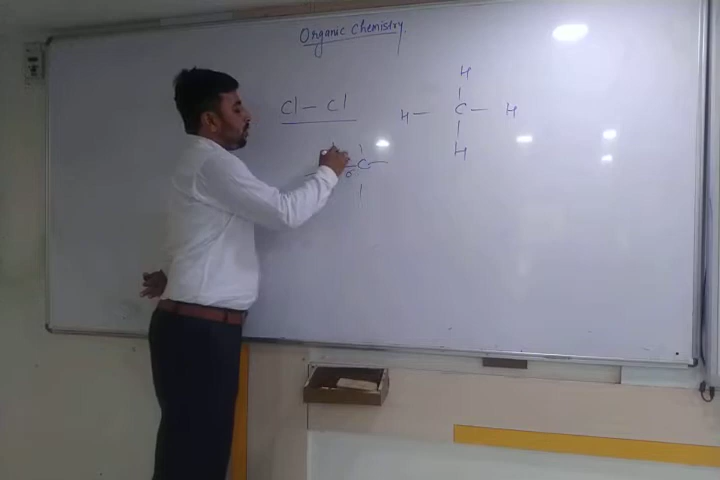 Organic Chemistry.
Cl — Cl
H
H — C — H
H
C —
σ